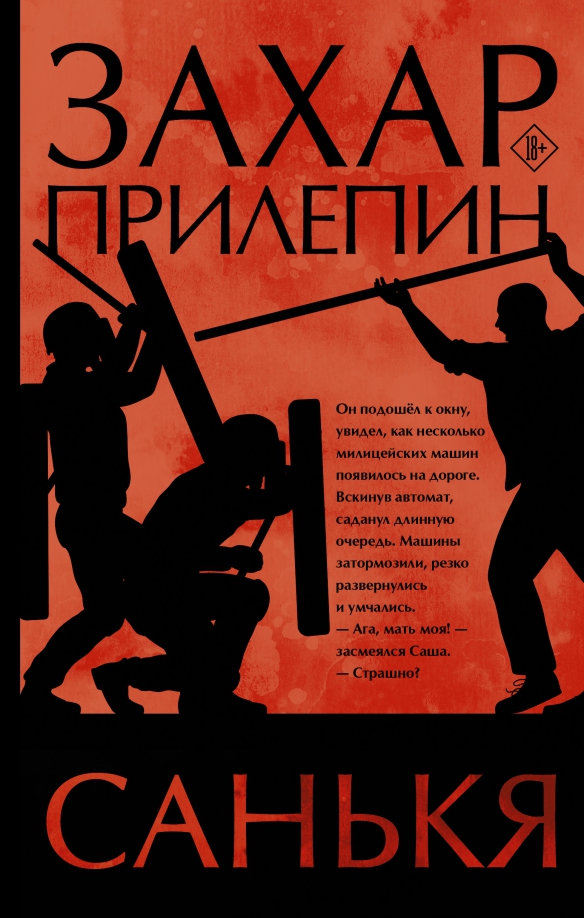 ЗАХАР
18+
ПРИЛЕПИН
Он подошёл к окну,
увидел, как несколько
милицейских машин
появилось на дороге.
Вскинув автомат,
саданул длинную
очередь. Машины
затормозили, резко
развернулись
и умчались.
— Ага, мать моя! —
засмеялся Саша.
— Страшно?
САНЬКЯ